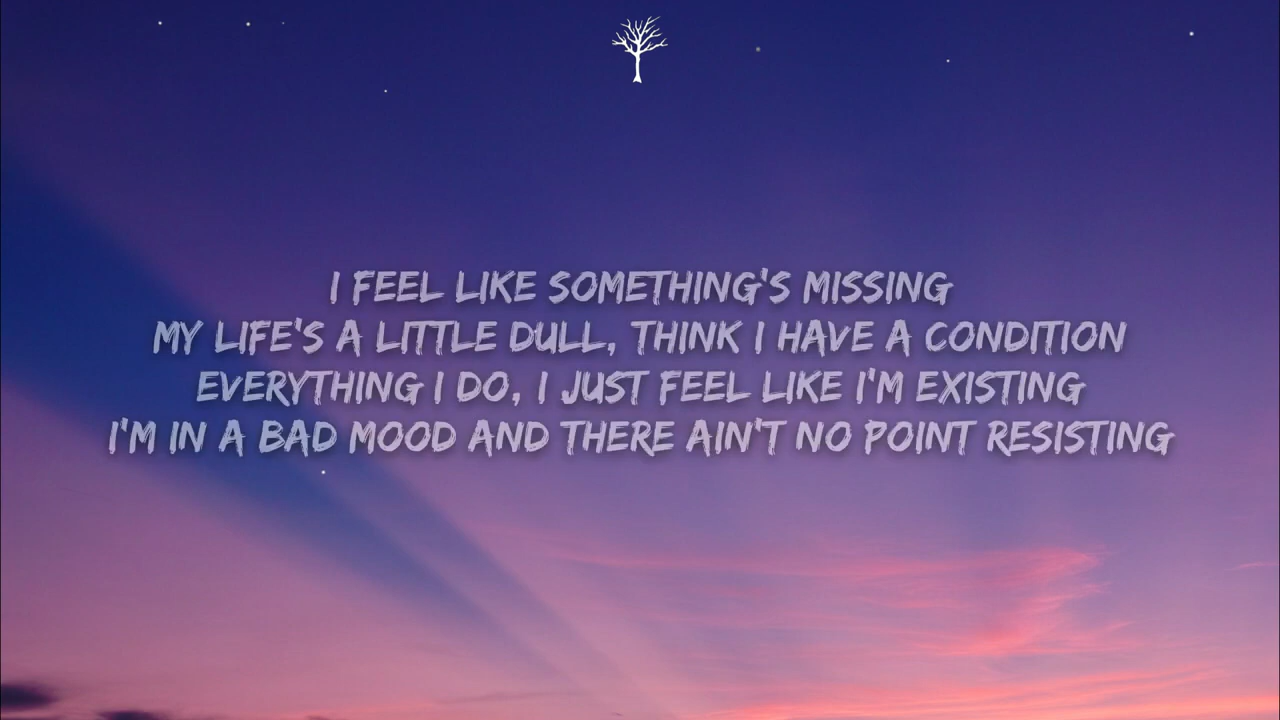 I FEEL LIKE SOMETHING'S MISSING
MY LIFE'S A LITTLE DULL, THINK I HAVE A CONDITION
EVERYTHING I DO, I JUST FEEL LIKE I'M EXISTING
I'M IN A BAD MOOD AND THERE AIN'T NO POINT RESISTING